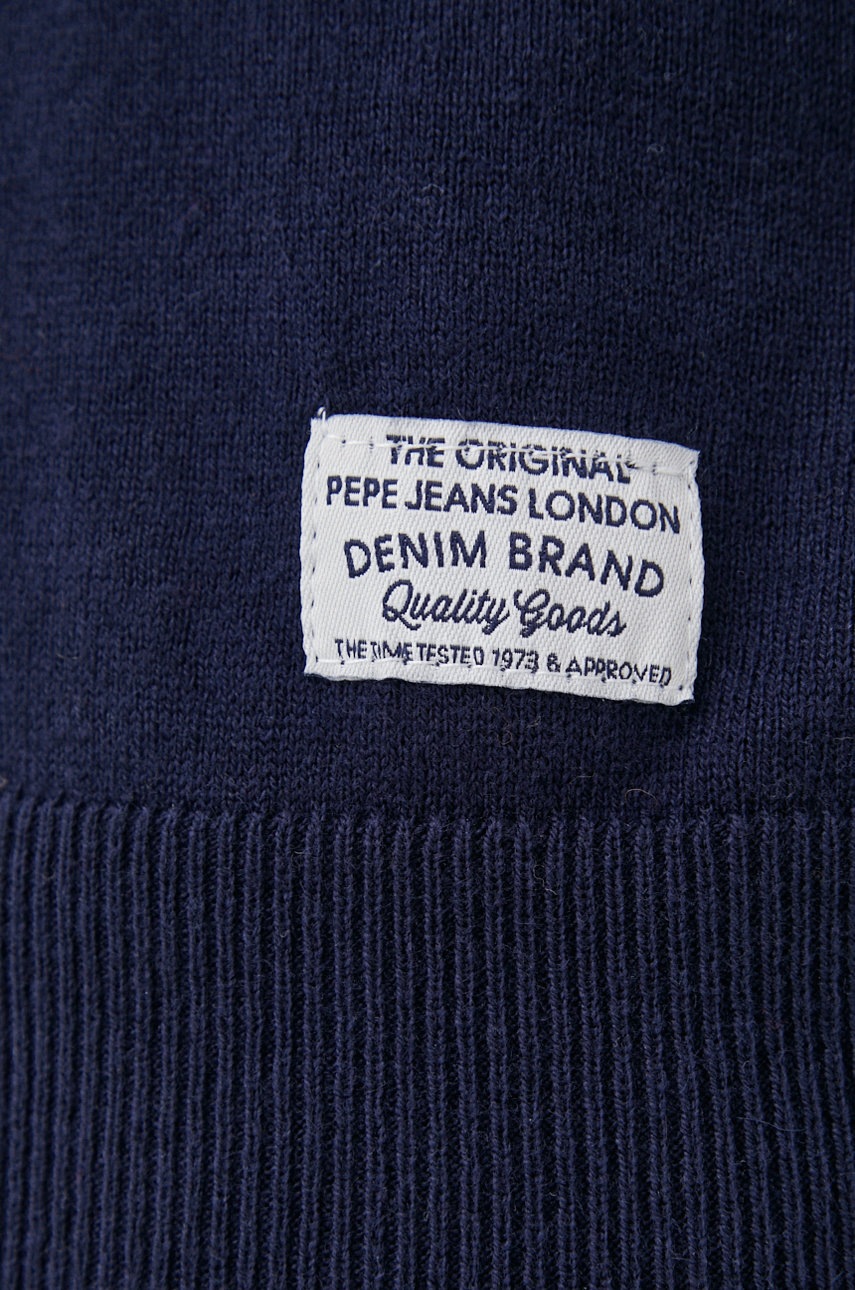 THE ORIGINAL
PEPE JEANS LONDON
DENIM BRAND
Quality Goods
THE TIME TESTED 1973 & APPROVED